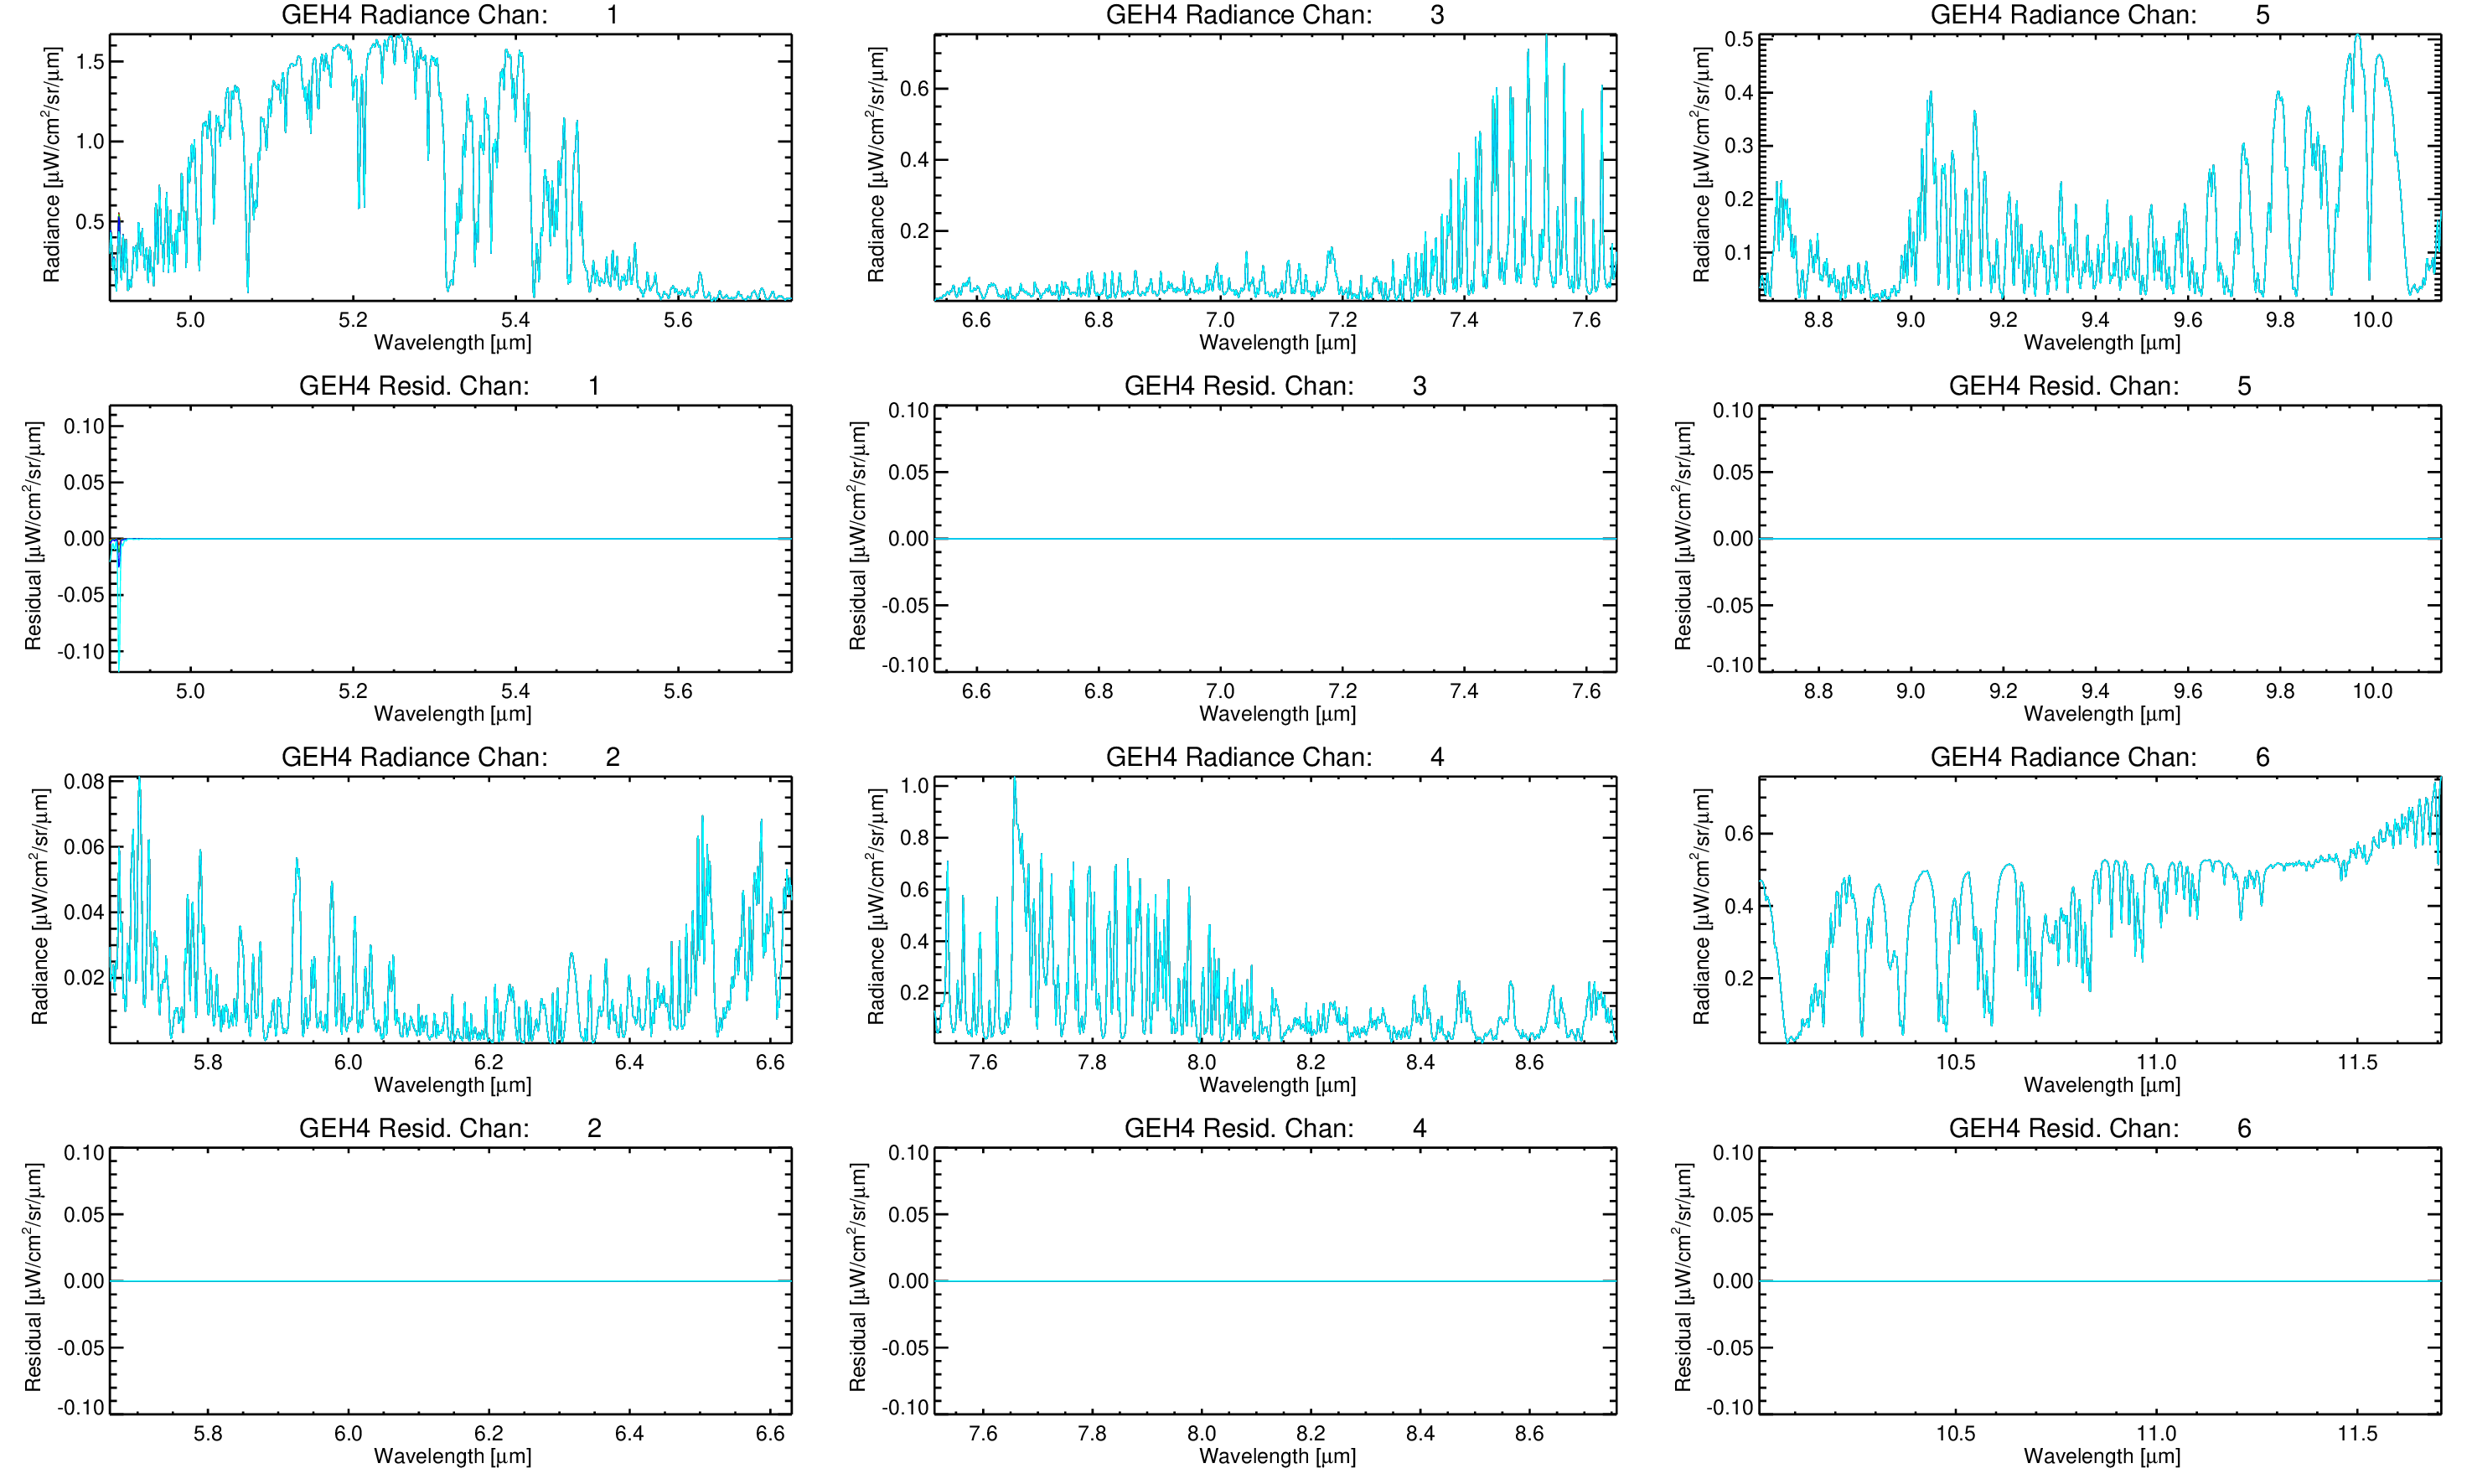 GEH4 Radiance Chan: 1
Radiance [μW/cm²/sr/μm]
1.5
1.0
0.5
5.0 5.2 5.4 5.6
Wavelength [μm]
GEH4 Radiance Chan: 3
Radiance [μW/cm²/sr/μm]
0.6
0.4
0.2
6.6 6.8 7.0 7.2 7.4 7.6
Wavelength [μm]
GEH4 Radiance Chan: 5
Radiance [μW/cm²/sr/μm]
0.5
0.4
0.3
0.2
0.1
8.8 9.0 9.2 9.4 9.6 9.8 10.0
Wavelength [μm]
GEH4 Resid. Chan: 1
Residual [μW/cm²/sr/μm]
0.10
0.05
0.00
-0.05
-0.10
5.0 5.2 5.4 5.6
Wavelength [μm]
GEH4 Resid. Chan: 3
Residual [μW/cm²/sr/μm]
0.10
0.05
0.00
-0.05
-0.10
6.6 6.8 7.0 7.2 7.4 7.6
Wavelength [μm]
GEH4 Resid. Chan: 5
Residual [μW/cm²/sr/μm]
0.10
0.05
0.00
-0.05
-0.10
8.8 9.0 9.2 9.4 9.6 9.8 10.0
Wavelength [μm]
GEH4 Radiance Chan: 2
Radiance [μW/cm²/sr/μm]
0.08
0.06
0.04
0.02
5.8 6.0 6.2 6.4 6.6
Wavelength [μm]
GEH4 Radiance Chan: 4
Radiance [μW/cm²/sr/μm]
1.0
0.8
0.6
0.4
0.2
7.6 7.8 8.0 8.2 8.4 8.6
Wavelength [μm]
GEH4 Radiance Chan: 6
Radiance [μW/cm²/sr/μm]
0.6
0.4
0.2
10.5 11.0 11.5
Wavelength [μm]
GEH4 Resid. Chan: 2
Residual [μW/cm²/sr/μm]
0.10
0.05
0.00
-0.05
-0.10
5.8 6.0 6.2 6.4 6.6
Wavelength [μm]
GEH4 Resid. Chan: 4
Residual [μW/cm²/sr/μm]
0.10
0.05
0.00
-0.05
-0.10
7.6 7.8 8.0 8.2 8.4 8.6
Wavelength [μm]
GEH4 Resid. Chan: 6
Residual [μW/cm²/sr/μm]
0.10
0.05
0.00
-0.05
-0.10
10.5 11.0 11.5
Wavelength [μm]